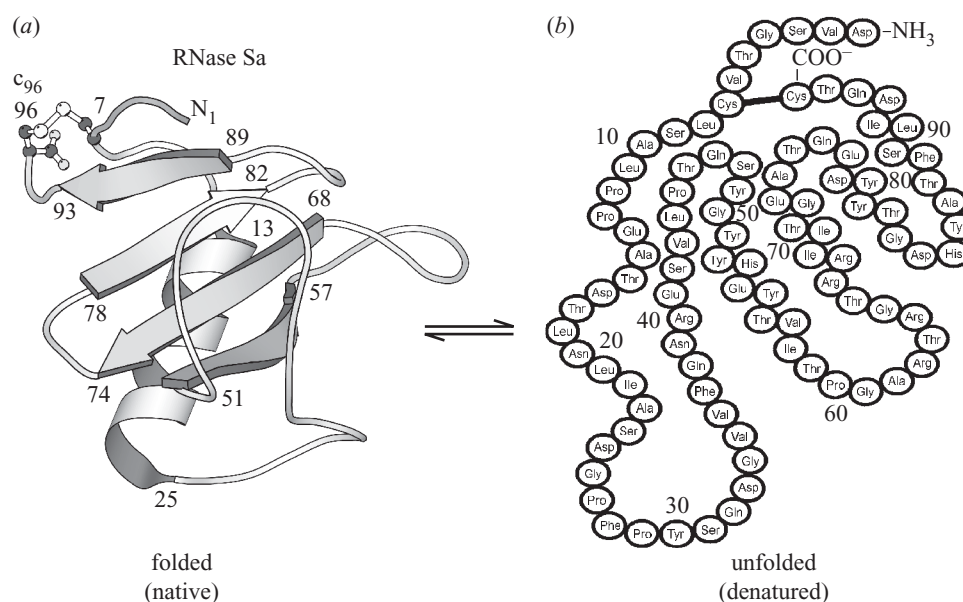 (a)
RNase Sa
c96
96
7
N1
89
82
68
93
13
57
78
74
51
25
folded
(native)
(b)
Gly Ser Val Asp –NH3
Thr
Val
COO–
Cys Cys Thr Gln Asp
Leu
Ser
Ala
10
Leu
Pro
Pro
Glu
Ala
Thr
Asp
Thr
Leu
Asn
20
Leu
Ile
Ala
Ser
Asp
Gly
Pro
Phe
Pro
Tyr
30
Ser
Gln
Asp
Gly
Val
Val
Phe
Gln
Asn
Arg
40
Glu
Ser
Val
Leu
Pro
Thr
Gln
Ser
Tyr
50
Gly
Tyr
Tyr
His
Glu
Tyr
Thr
Val
Ile
Thr
Pro
60
Gly
Ala
Arg
Thr
Arg
Gly
Thr
Arg
Arg
Ile
70
Ile
Thr
Gly
Glu
Ala
Thr
Gln
Glu
Asp
Tyr
80
Tyr
Thr
Gly
Asp
His
Ty
Ala
Thr
Phe
90
Ser
Leu
Ile
unfolded
(denatured)